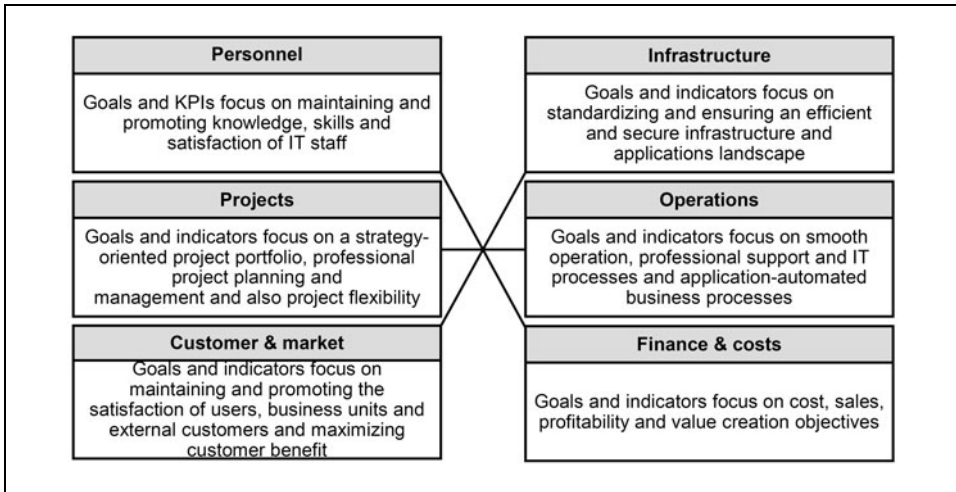 Personnel
Goals and KPIs focus on maintaining and
promoting knowledge, skills and
satisfaction of IT staff
Infrastructure
Goals and indicators focus on
standardizing and ensuring an efficient
and secure infrastructure and
applications landscape
Projects
Goals and indicators focus on a strategy-
oriented project portfolio, professional
project planning and
management and also project flexibility
Operations
Goals and indicators focus on smooth
operation, professional support and IT
processes and application-automated
business processes
Customer & market
Goals and indicators focus on
maintaining and promoting the
satisfaction of users, business units and
external customers and maximizing
customer benefit
Finance & costs
Goals and indicators focus on cost, sales,
profitability and value creation objectives